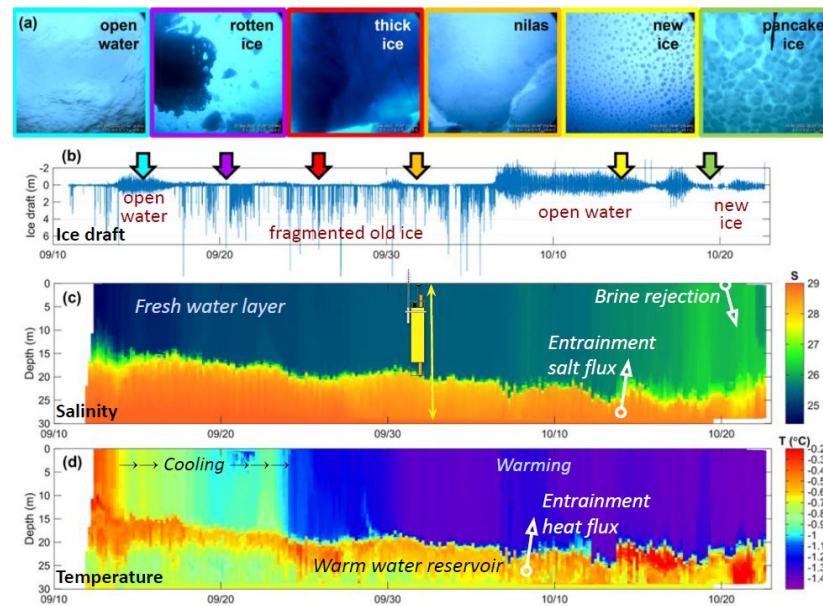 (a)
open
water
rotten
ice
thick
ice
nilas
new
ice
pancake
ice
(b)
-2
0
2
4
6
Ice draft (m)
Ice draft
open
water
fragmented old ice
open water
new
ice
09/10 09/20 09/30 10/10 10/20
(c)
0
5
10
15
20
25
30
Depth (m)
Salinity
Fresh water layer
Entrainment
salt flux
Brine rejection
S
29
28
27
26
25
09/10 09/20 09/30 10/10 10/20
(d)
0
5
10
15
20
25
30
Depth (m)
Temperature
Cooling
Warming
Entrainment
heat flux
Warm water reservoir
T (°C)
-0.2
-0.3
-0.4
-0.5
-0.6
-0.7
-0.8
-0.9
-1
-1.1
-1.2
-1.3
-1.4
09/10 09/20 09/30 10/10 10/20